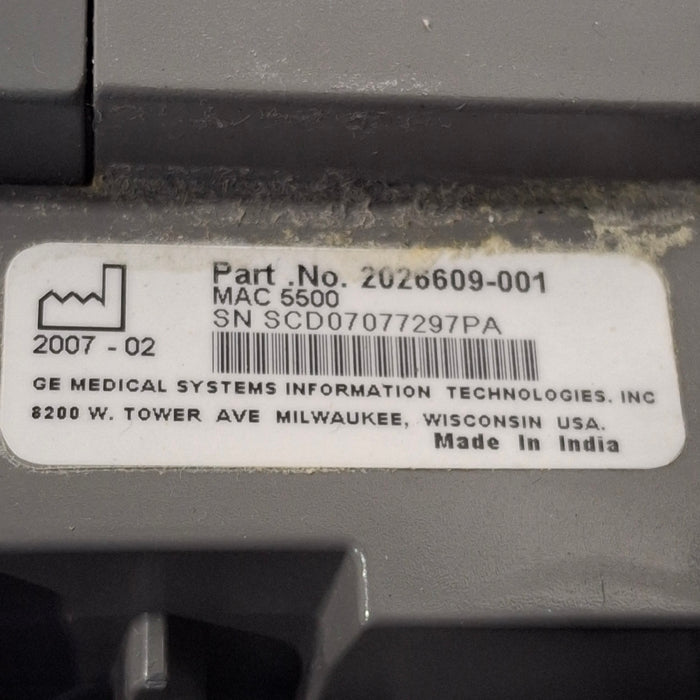 Part .No. 2026609-001
MAC 5500
SN SCD07077297PA
2007 - 02
GE MEDICAL SYSTEMS INFORMATION TECHNOLOGIES. INC
8200 W. TOWER AVE MILWAUKEE, WISCONSIN USA.
Made In India